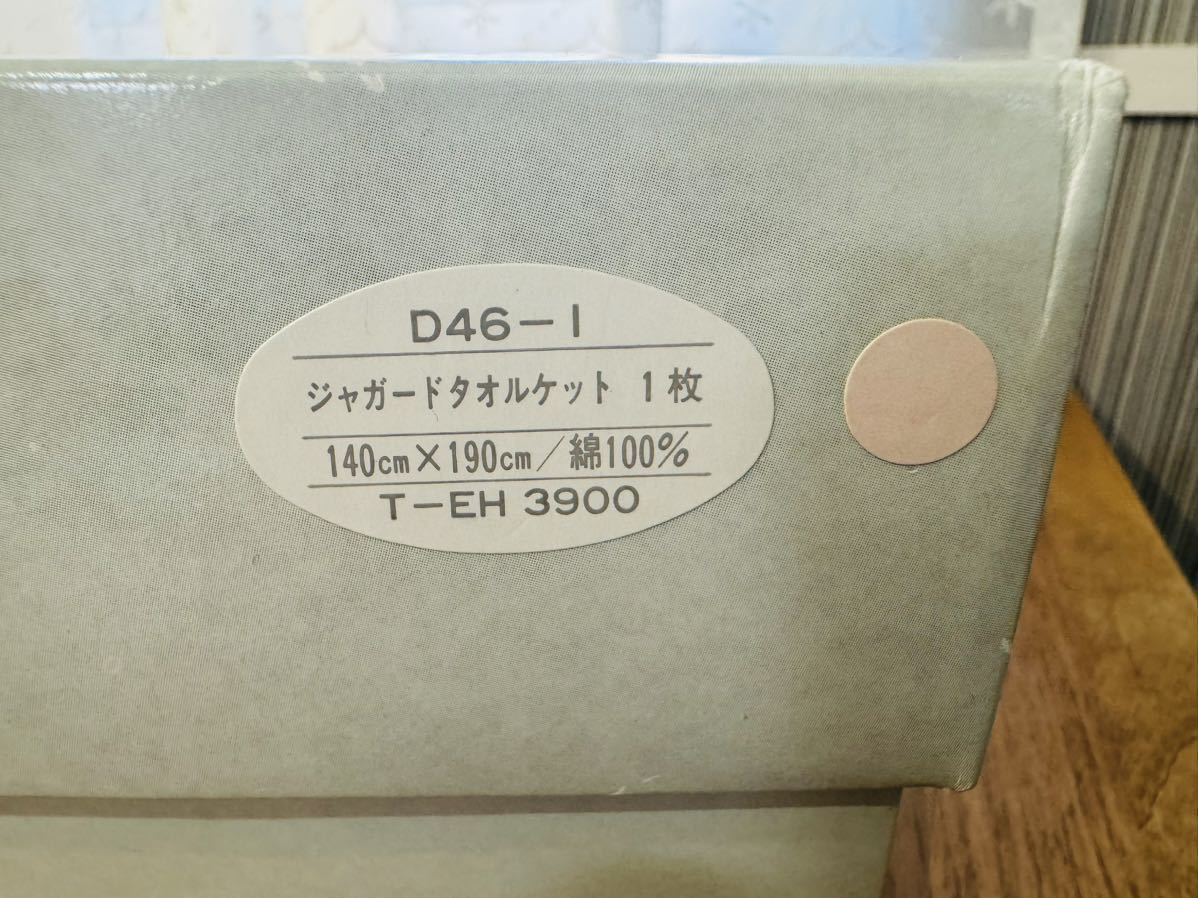 D46-1
ジャガードタオルケット 1枚
140cm×190cm/綿100%
T-EH 3900